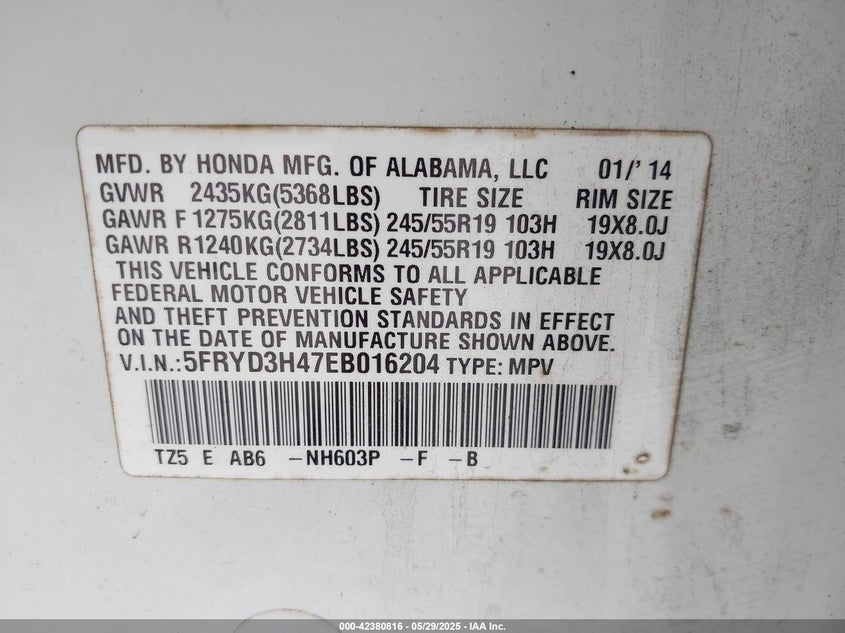 MFD. BY HONDA MFG. OF ALABAMA, LLC 01/' 14
GVWR 2435KG(5368LBS) TIRE SIZE RIM SIZE
GAWR F 1275KG(2811LBS) 245/55R19 103H 19X8.0J
GAWR R1240KG(2734LBS) 245/55R19 103H 19X8.0J
THIS VEHICLE CONFORMS TO ALL APPLICABLE
FEDERAL MOTOR VEHICLE SAFETY
AND THEFT PREVENTION STANDARDS IN EFFECT
ON THE DATE OF MANUFACTURE SHOWN ABOVE.
V.I.N.:5FRYD3H47EB016204 TYPE: MPV
TZ5 E AB6 -NH603P -F -B
000-42380816 - 05/29/2025 - IAA Inc.